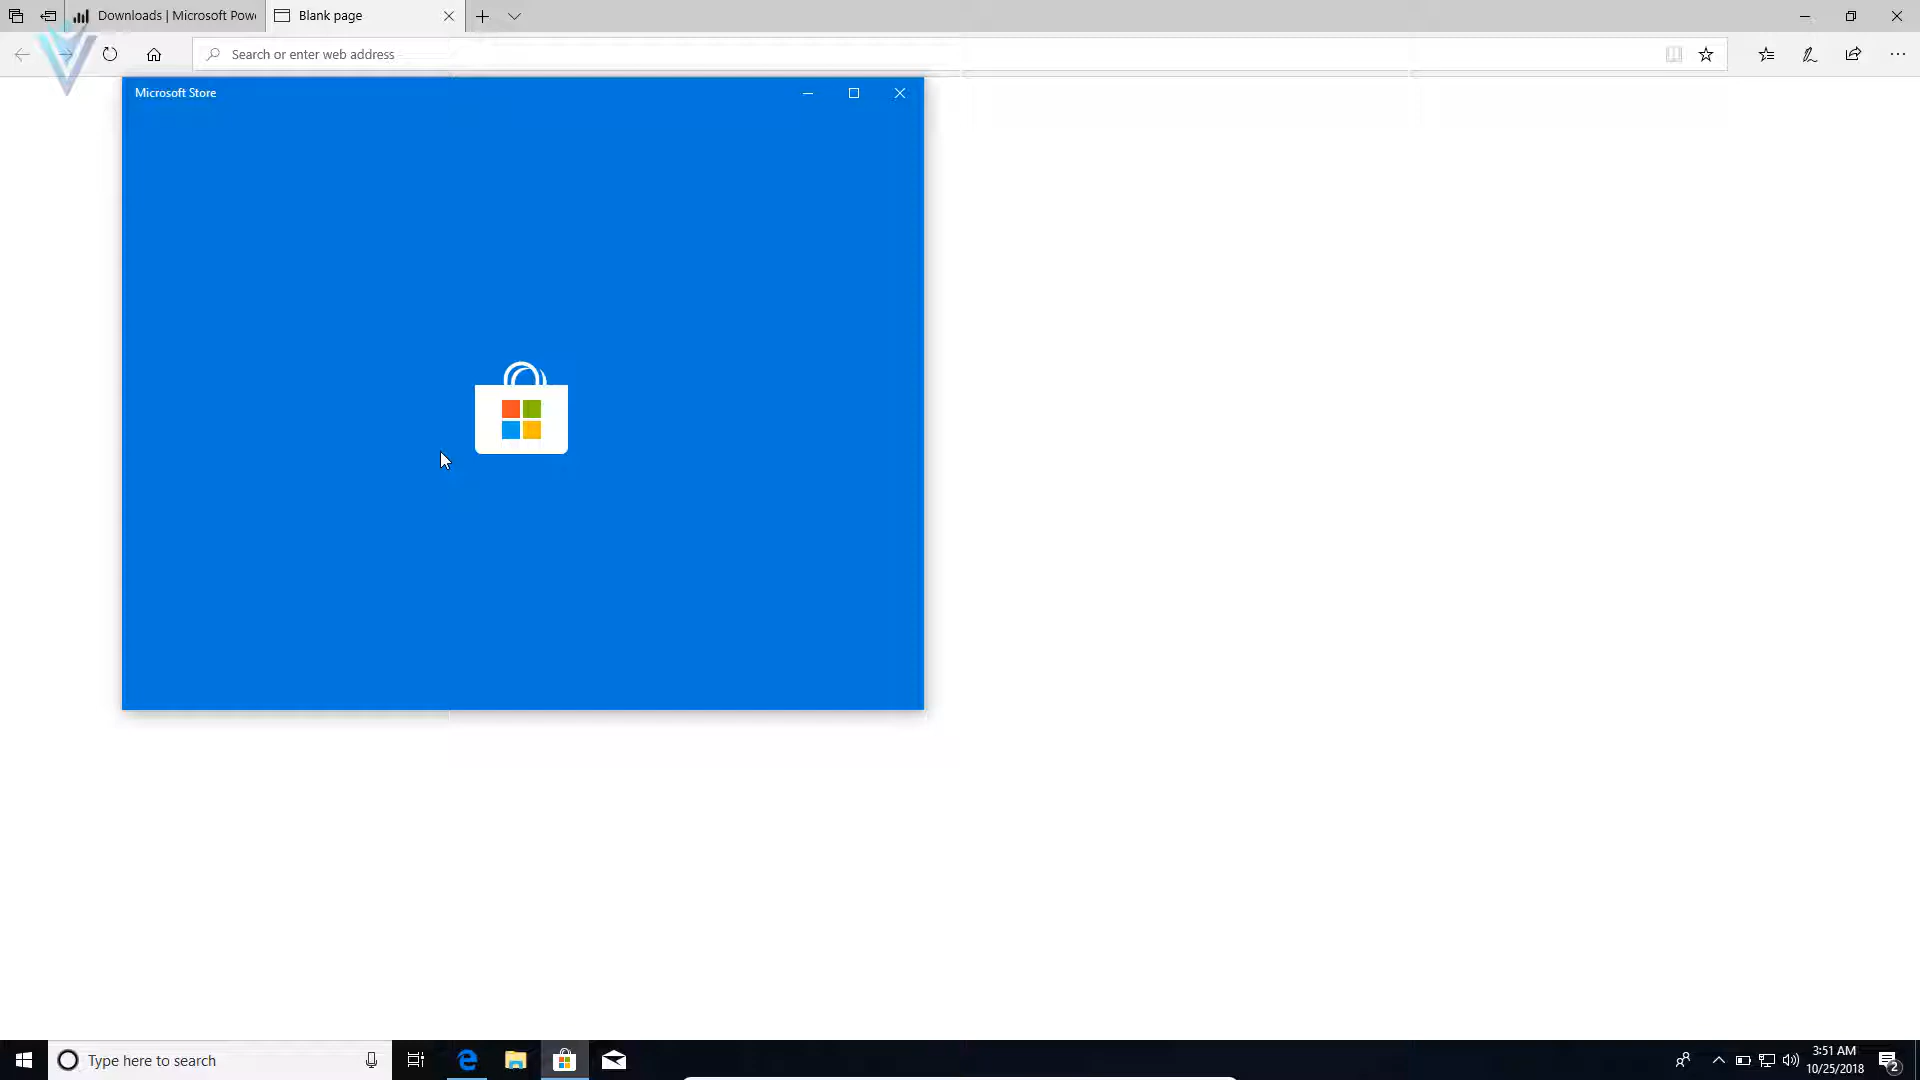 Downloads | Microsoft Pow
Blank page
Search or enter web address
Microsoft Store
Type here to search
3:51 AM
10/25/2018
2